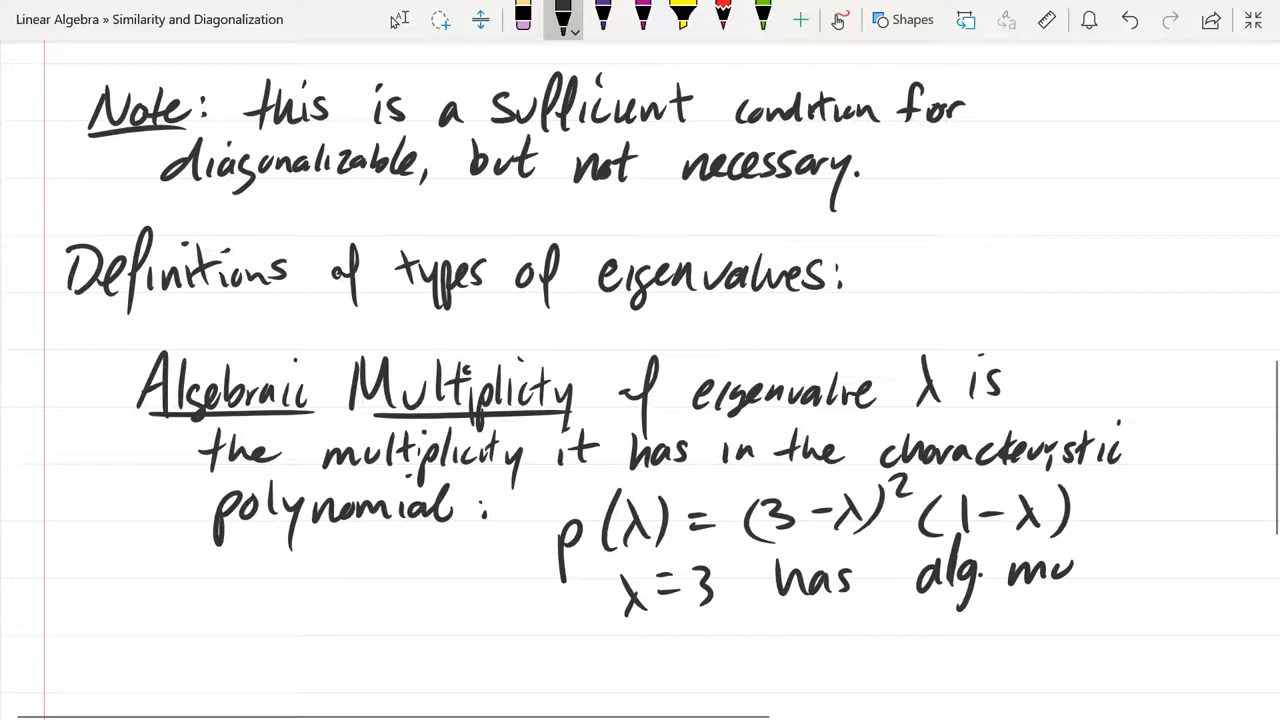 Linear Algebra » Similarity and Diagonalization
Shapes
Note: this is a sufficient condition for
diagonalizable, but not necessary.
Definitions of types of eigenvalves:
Algebraic Multiplicity of eigenvalve λ is
the multiplicity it has in the characteristic
polynomial: p(λ) = (3-λ)² (1-λ)
λ=3 has alg. mu